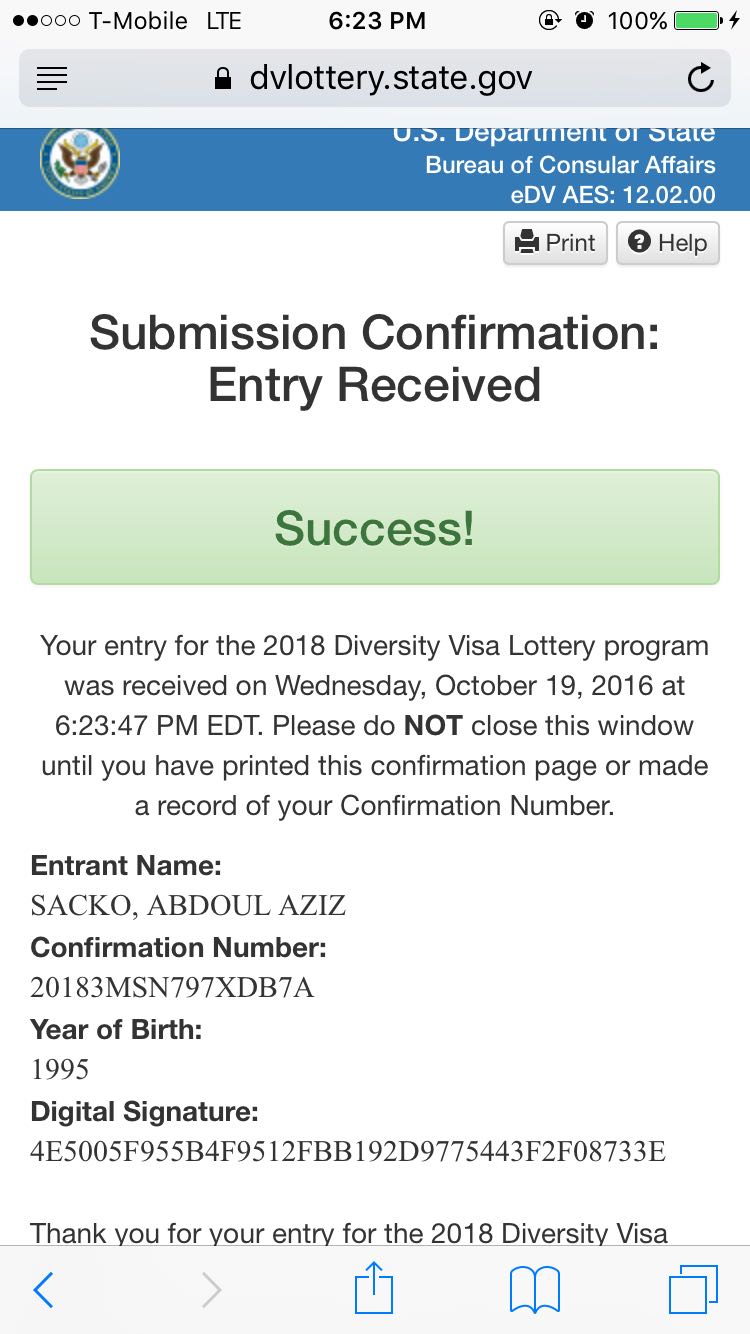 T-Mobile LTE 6:23 PM 100%
dvlottery.state.gov
U.S. Department of State
Bureau of Consular Affairs
eDV AES: 12.02.00
Print Help
Submission Confirmation:
Entry Received
Success!
Your entry for the 2018 Diversity Visa Lottery program
was received on Wednesday, October 19, 2016 at
6:23:47 PM EDT. Please do NOT close this window
until you have printed this confirmation page or made
a record of your Confirmation Number.
Entrant Name:
SACKO, ABDOUL AZIZ
Confirmation Number:
20183MSN797XDB7A
Year of Birth:
1995
Digital Signature:
4E5005F955B4F9512FBB192D9775443F2F08733E
Thank you for your entry for the 2018 Diversity Visa